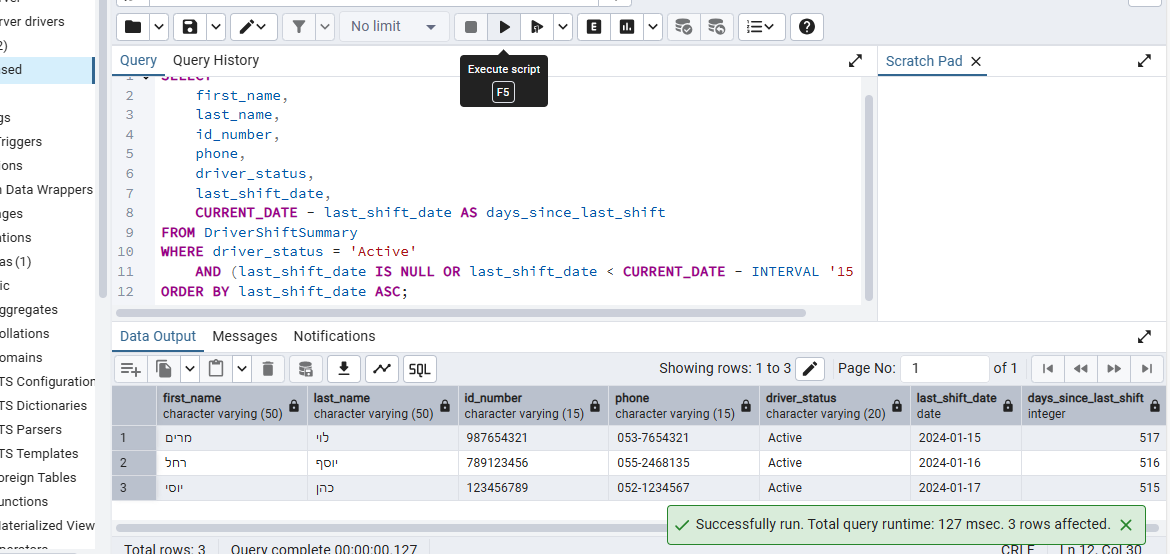 rver drivers
2)
sed
gs
riggers
ions
n Data Wrappers
ges
ations
as (1)
ic
ggregates
ollations
omains
TS Configuration
TS Dictionaries
TS Parsers
TS Templates
oreign Tables
unctions
Materialized View
No limit
E
Execute script
F5
Query
Query History
Scratch Pad
1 SELECT
2 first_name,
3 last_name,
4 id_number,
5 phone,
6 driver_status,
7 last_shift_date,
8 CURRENT_DATE - last_shift_date AS days_since_last_shift
9 FROM DriverShiftSummary
10 WHERE driver_status = 'Active'
11 AND (last_shift_date IS NULL OR last_shift_date < CURRENT_DATE - INTERVAL '15
12 ORDER BY last_shift_date ASC;
Data Output Messages Notifications
SQL
Showing rows: 1 to 3
Page No: 1 of 1
first_name last_name id_number phone driver_status last_shift_date days_since_last_shift
character varying (50) character varying (50) character varying (15) character varying (15) character varying (20) date integer
1 מרים לוי 987654321 053-7654321 Active 2024-01-15 517
2 רחל יוסף 789123456 055-2468135 Active 2024-01-16 516
3 יוסי כהן 123456789 052-1234567 Active 2024-01-17 515
Successfully run. Total query runtime: 127 msec. 3 rows affected.
Total rows: 3 Query complete 00:00:00.127 CRLF Ln 12, Col 30